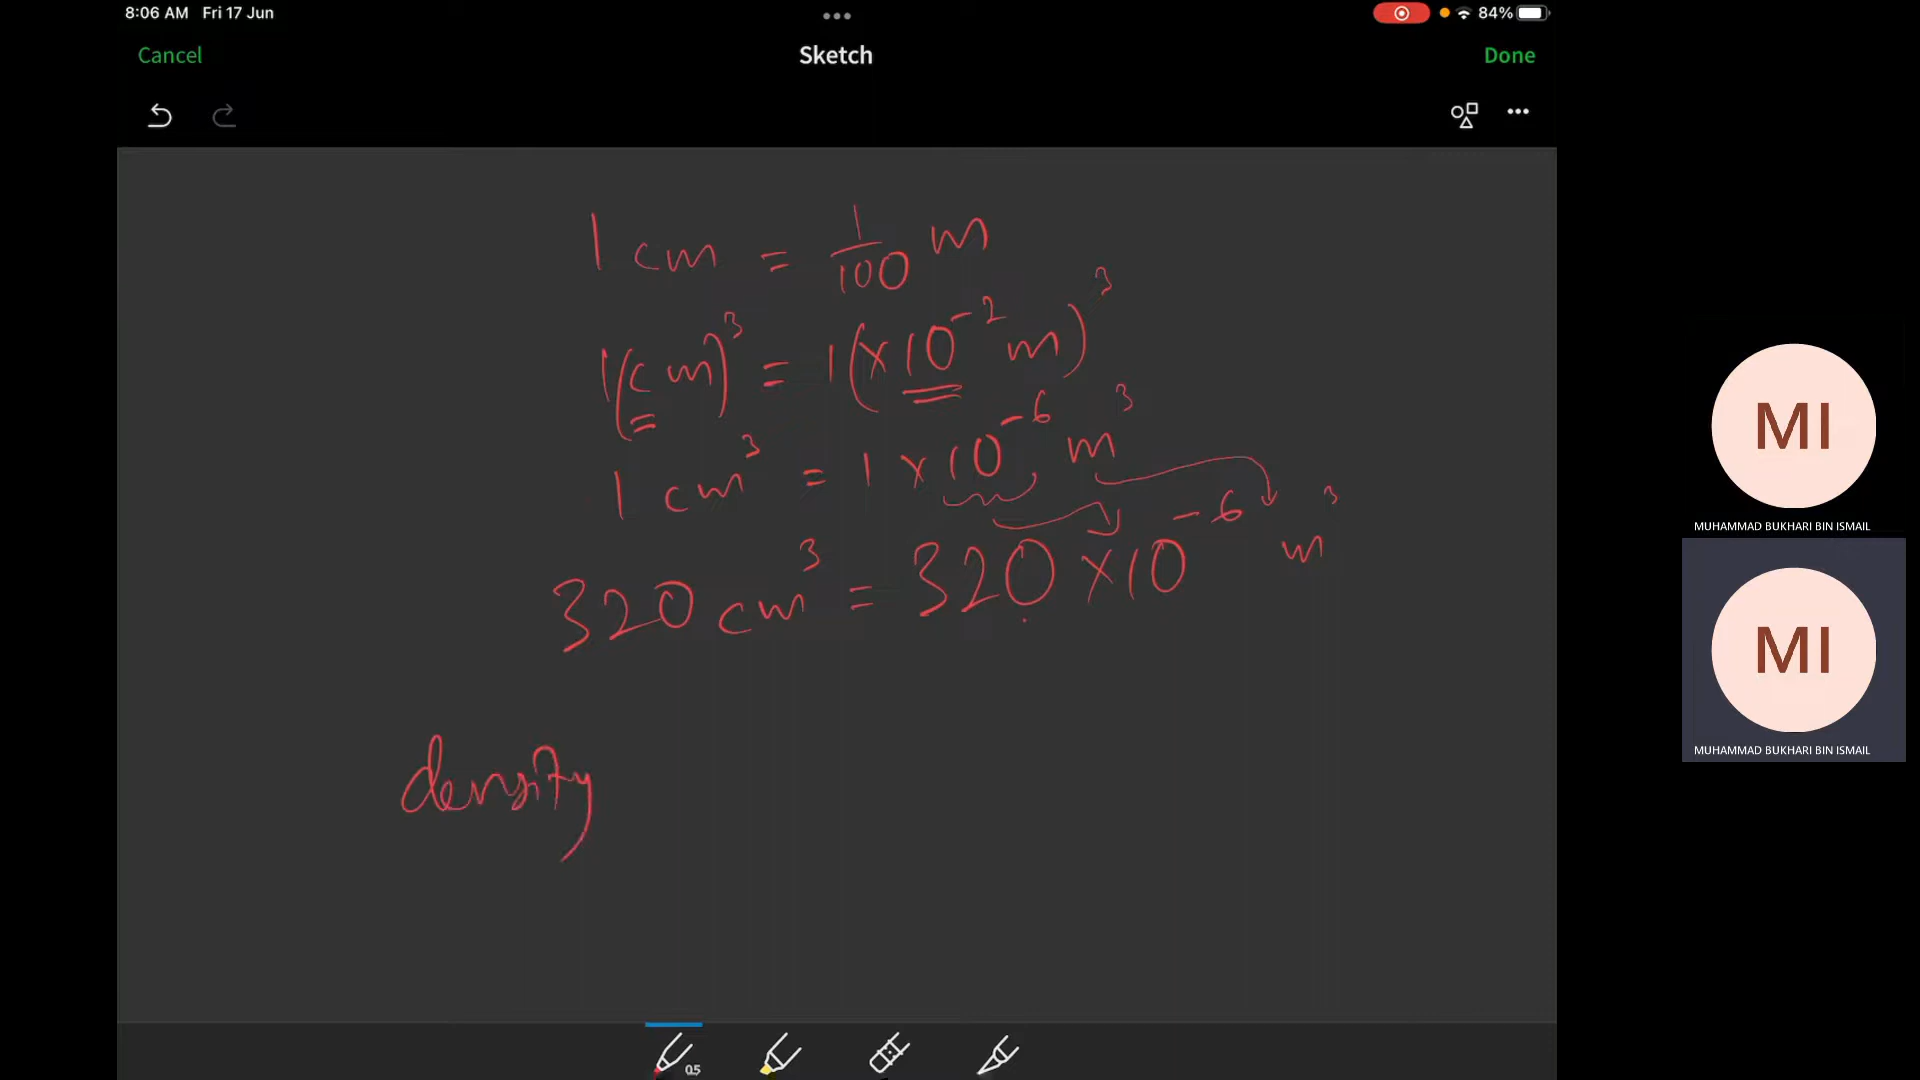 8:06 AM Fri 17 Jun
84%
Cancel
Sketch
Done
1 cm = 1/100 m
1(cm)³ = 1(×10⁻² m)³
1 cm³ = 1 ×10⁻⁶ m³
320 cm³ = 320 ×10⁻⁶ m³
density
0.5
MI
MUHAMMAD BUKHARI BIN ISMAIL
MI
MUHAMMAD BUKHARI BIN ISMAIL